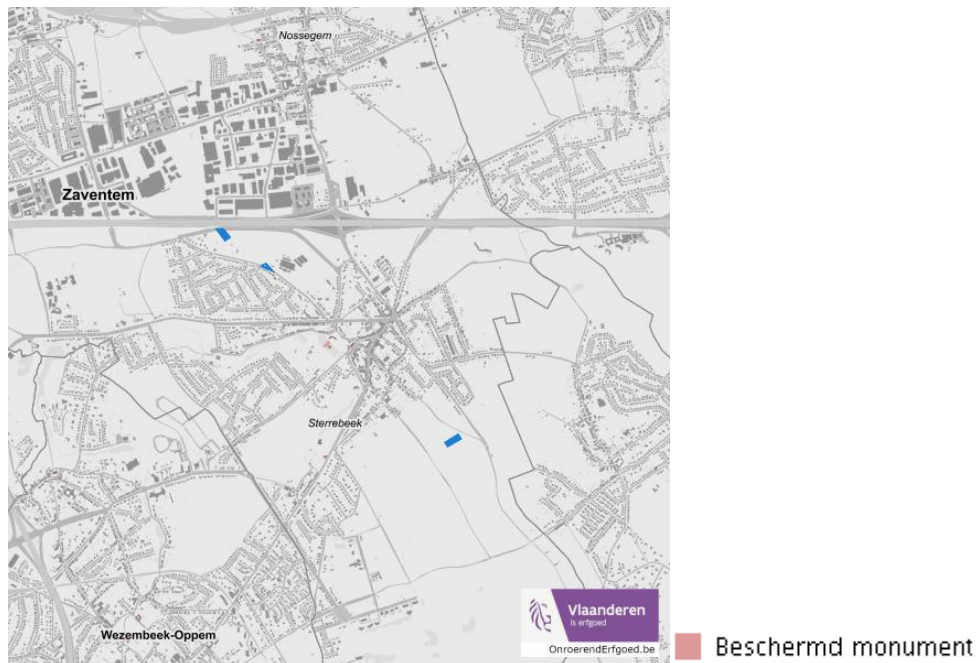 Nossegem
Zaventem
Sterrebeek
Wezembeek-Oppem
Vlaanderen
is erfgoed
OnroerendErfgoed.be
Beschermd monument